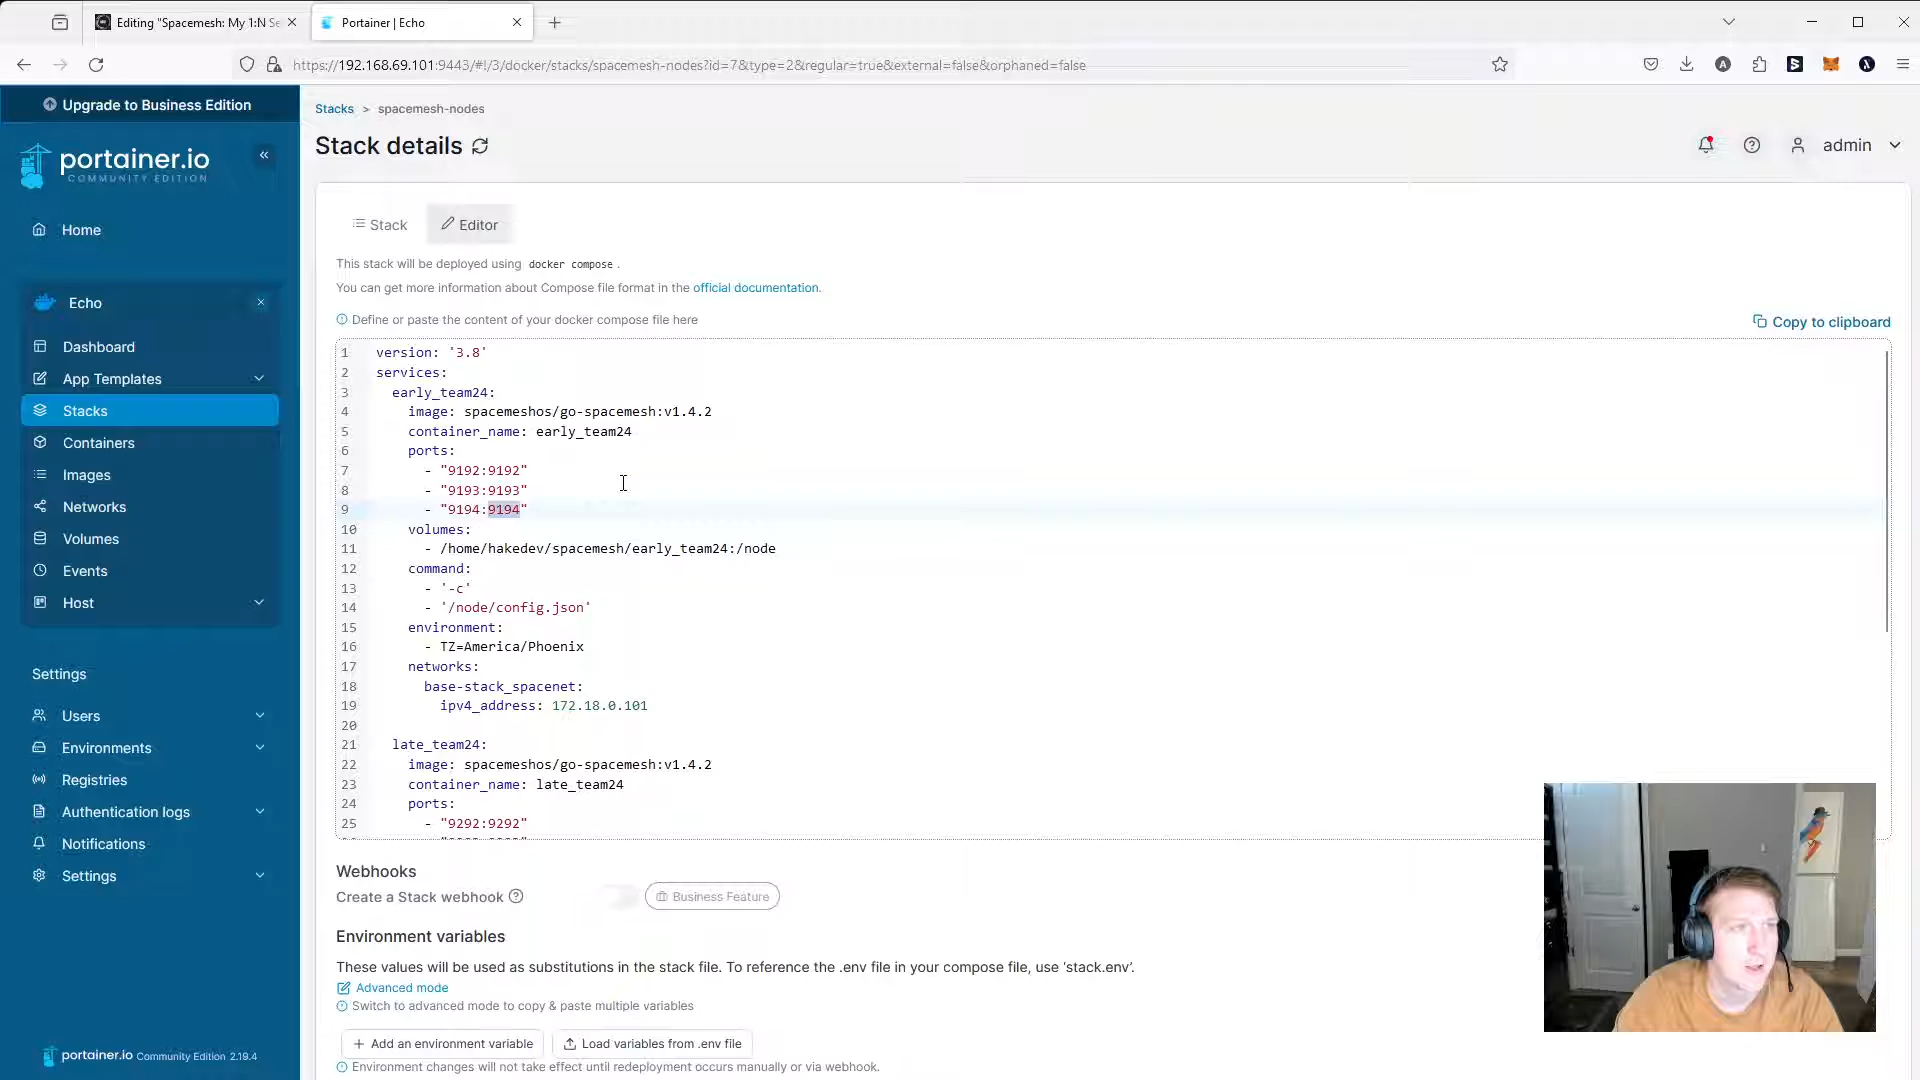 Editing "Spacemesh: My 1:N Se
Portainer | Echo
https://192.168.69.101:9443/#!/3/docker/stacks/spacemesh-nodes?id=7&type=2&regular=true&external=false&orphaned=false
Upgrade to Business Edition
portainer.io
COMMUNITY EDITION
Home
Echo
Dashboard
App Templates
Stacks
Containers
Images
Networks
Volumes
Events
Host
Settings
Users
Environments
Registries
Authentication logs
Notifications
Settings
portainer.io Community Edition 2.19.4
Stacks > spacemesh-nodes
Stack details
admin
Stack
Editor
This stack will be deployed using docker compose .
You can get more information about Compose file format in the official documentation.
Define or paste the content of your docker compose file here
Copy to clipboard
1 version: '3.8'
2 services:
3 early_team24:
4 image: spacemeshos/go-spacemesh:v1.4.2
5 container_name: early_team24
6 ports:
7 - "9192:9192"
8 - "9193:9193"
9 - "9194:9194"
10 volumes:
11 - /home/hakedev/spacemesh/early_team24:/node
12 command:
13 - '-c'
14 - '/node/config.json'
15 environment:
16 - TZ=America/Phoenix
17 networks:
18 base-stack_spacenet:
19 ipv4_address: 172.18.0.101
20
21 late_team24:
22 image: spacemeshos/go-spacemesh:v1.4.2
23 container_name: late_team24
24 ports:
25 - "9292:9292"
Webhooks
Create a Stack webhook
Business Feature
Environment variables
These values will be used as substitutions in the stack file. To reference the .env file in your compose file, use ‘stack.env’.
Advanced mode
Switch to advanced mode to copy & paste multiple variables
+ Add an environment variable
Load variables from .env file
Environment changes will not take effect until redeployment occurs manually or via webhook.